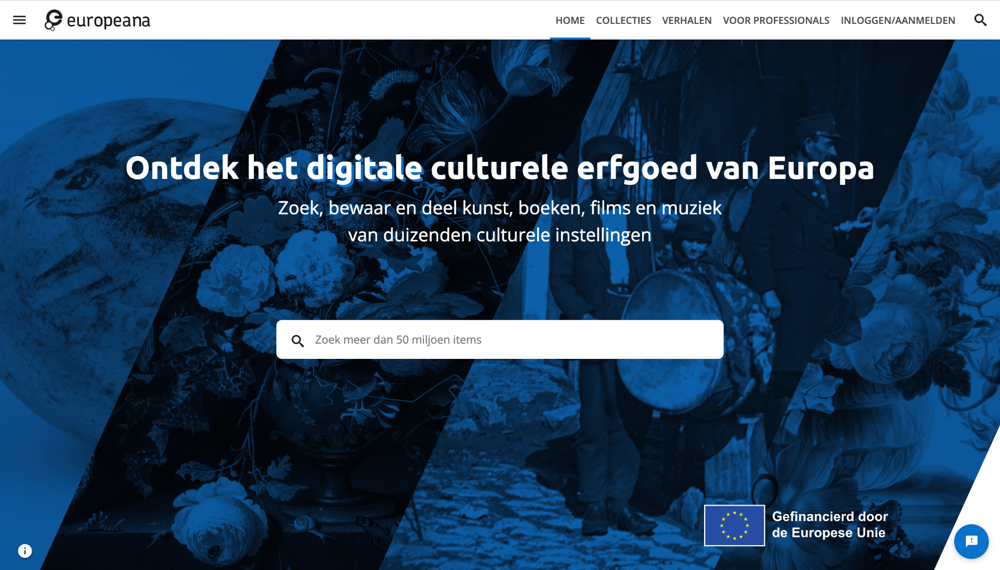 europeana
HOME
COLLECTIES
VERHALEN
VOOR PROFESSIONALS
INLOGGEN/AANMELDEN
Ontdek het digitale culturele erfgoed van Europa
Zoek, bewaar en deel kunst, boeken, films en muziek
van duizenden culturele instellingen
Zoek meer dan 50 miljoen items
Gefinancierd door
de Europese Unie